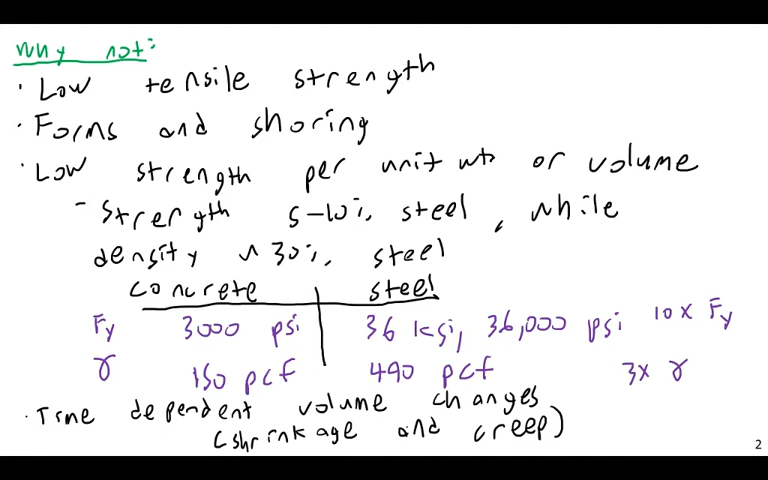 Why not:
· Low tensile strength
· Forms and shoring
· Low strength per unit wt or volume
- Strength 5-10% steel, while
density ~ 30% steel
Concrete steel
Fy 3000 psi 36 ksi, 36,000 psi 10x Fy
γ 150 pcf 490 pcf 3x γ
· Time dependent volume changes
(shrinkage and creep)
2